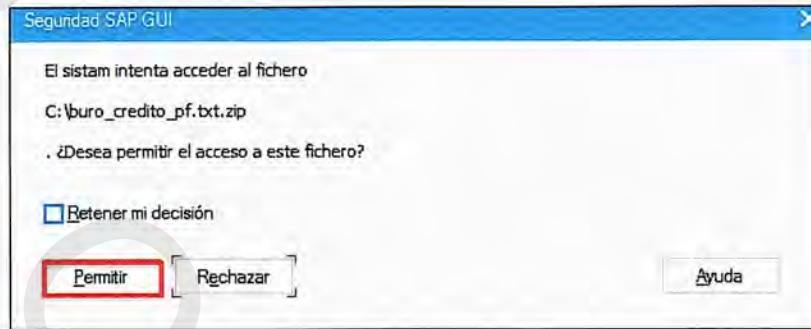 Seguridad SAP GUI
El sistam intenta acceder al fichero
C:\buro_credito_pf.txt.zip
. ¿Desea permitir el acceso a este fichero?
Retener mi decisión
Permitir Rechazar Ayuda